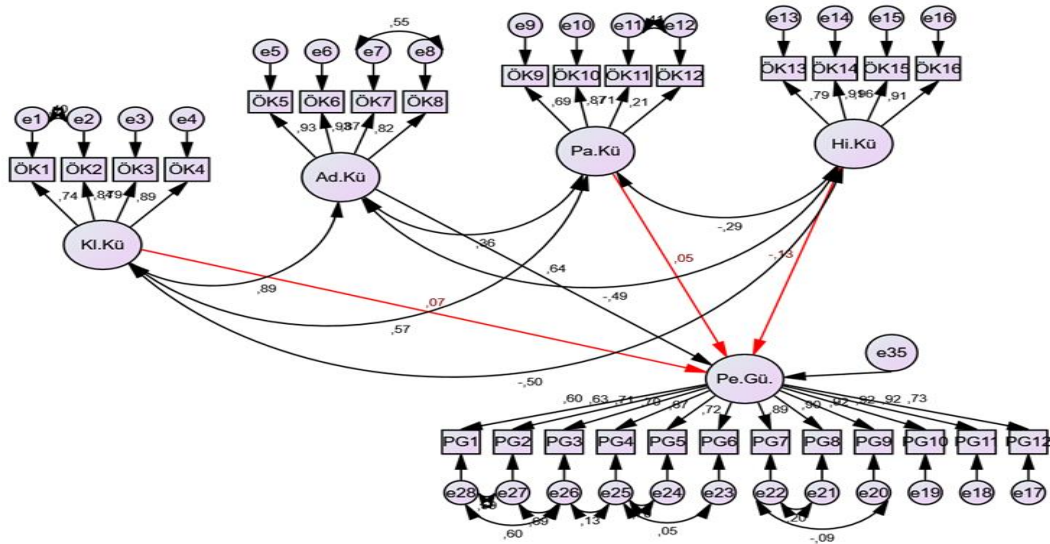 e13 e14 e15 e16
,55
e9 e10 e11 e12
e5 e6 e7 e8
ÖK13 ÖK14 ÖK15 ÖK16
ÖK9 ÖK10 ÖK11 ÖK12
,79 ,91
ÖK5 ÖK6 ÖK7 ÖK8
,69 ,87 ,71 ,21
e1 e2 e3 e4
,93 ,82
Hi.Kü
Pa.Kü
ÖK1 ÖK2 ÖK3 ÖK4
Ad.Kü
,74 ,89
-,29
Kl.Kü
,36
,05 -,13
,89 ,64
-,49
,07
,57
e35
-,50 Pe.Gü.
,60 ,63 ,71 ,79 ,87 ,72 ,89 ,90 ,92 ,92 ,92 ,73
PG1 PG2 PG3 PG4 PG5 PG6 PG7 PG8 PG9 PG10 PG11 PG12
e28 e27 e26 e25 e24 e23 e22 e21 e20 e19 e18 e17
,69 ,13 ,05 ,20
,60 -,09